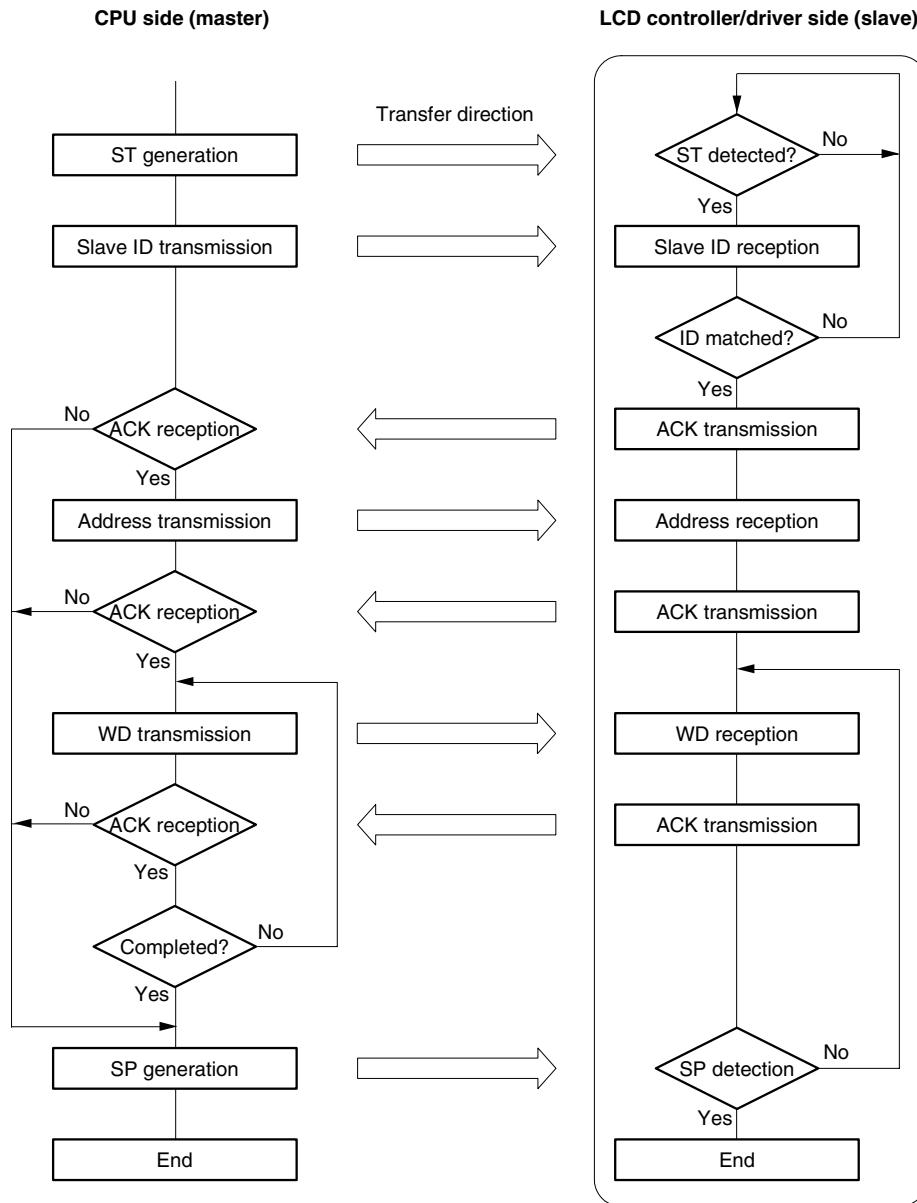 CPU side (master)
LCD controller/driver side (slave)
Transfer direction
ST generation
ST detected?
No
Yes
Slave ID transmission
Slave ID reception
ID matched?
No
Yes
No
ACK reception
ACK transmission
Yes
Address transmission
Address reception
No
ACK reception
ACK transmission
Yes
WD transmission
WD reception
No
ACK reception
ACK transmission
Yes
Completed?
No
Yes
SP generation
SP detection
No
Yes
End
End